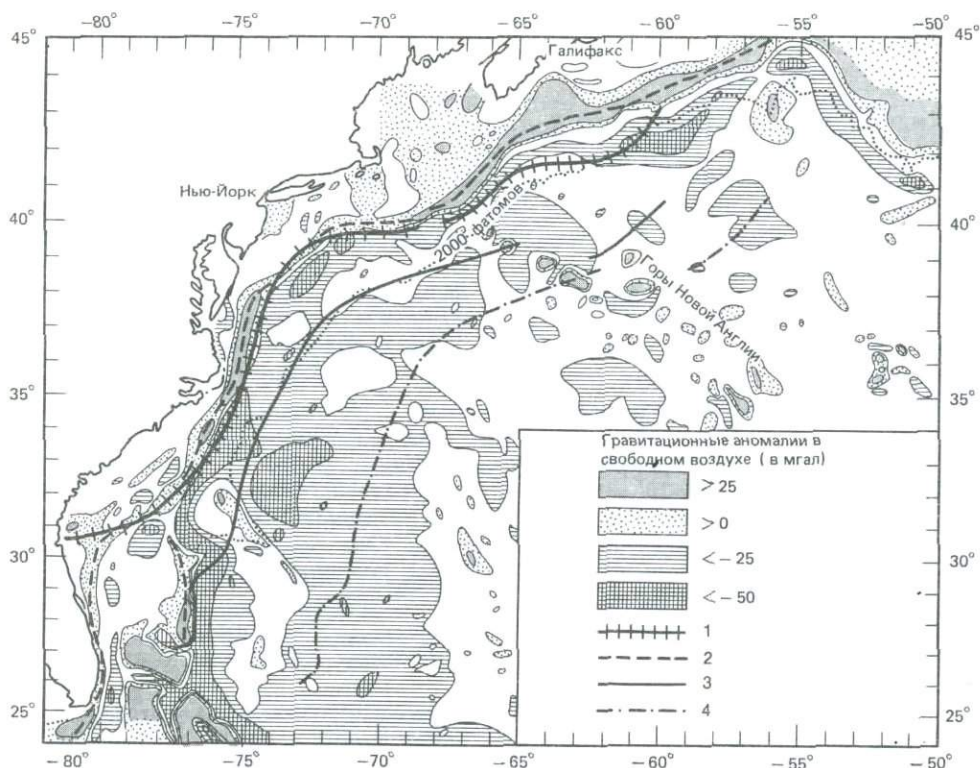 −80° −75° −70° −65° −60° −55° −50°
45° 45°
Галифакс
Нью-Йорк
40° 40°
2000 фатомов
Горы Новой Англии
35° 35°
Гравитационные аномалии в
свободном воздухе (в мгал)
> 25
> 0
< − 25
< − 50
30° 30°
1
2
3
4
25° 25°
−80° −75° −70° −65° −60° −55° −50°